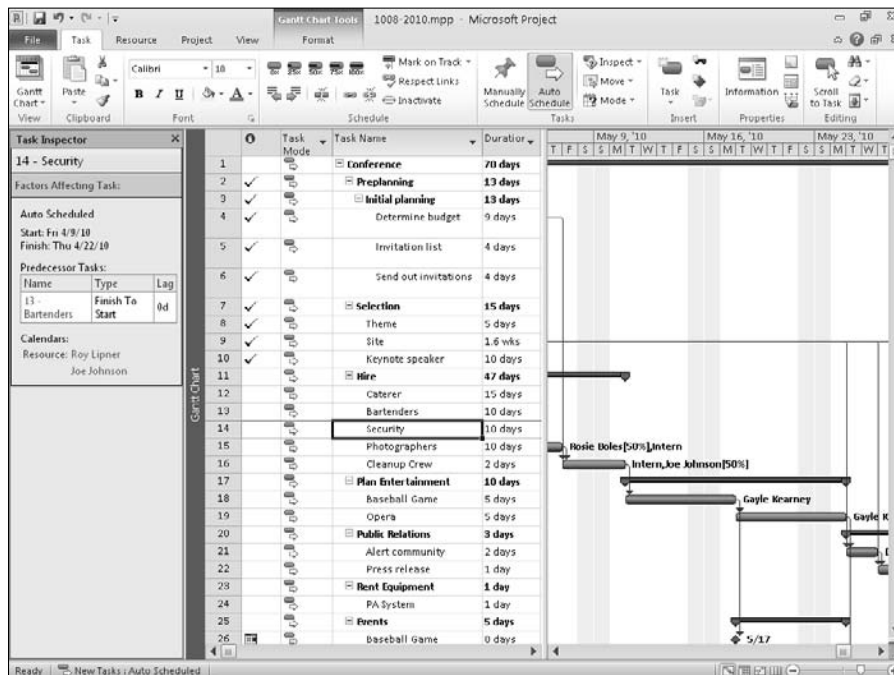 Gantt Chart Tools
1008-2010.mpp - Microsoft Project
File Task Resource Project View Format
Gantt Chart
View
Paste
Clipboard
Calibri 10
B I U A
Font
0% 25% 50% 75% 100%
Mark on Track
Respect Links
Inactivate
Schedule
Manually Schedule
Auto Schedule
Inspect
Move
Mode
Tasks
Task
Insert
Information
Properties
Scroll to Task
Editing
Task Inspector
14 - Security
Factors Affecting Task:
Auto Scheduled
Start: Fri 4/9/10
Finish: Thu 4/22/10
Predecessor Tasks:
Name Type Lag
13 - Bartenders Finish To Start 0d
Calendars:
Resource: Roy Lipner
Joe Johnson
Gantt Chart
Task Mode Task Name Duration
May 9, '10 May 16, '10 May 23, '10
T F S S M T W T F S S M T W T F S S M T W T
1 Conference 70 days
2 Preplanning 13 days
3 Initial planning 13 days
4 Determine budget 9 days
5 Invitation list 4 days
6 Send out invitations 4 days
7 Selection 15 days
8 Theme 5 days
9 Site 1.6 wks
10 Keynote speaker 10 days
11 Hire 47 days
12 Caterer 15 days
13 Bartenders 10 days
14 Security 10 days
15 Photographers 10 days
Rosie Boles[50%],Intern
16 Cleanup Crew 2 days
Intern,Joe Johnson[50%]
17 Plan Entertainment 10 days
18 Baseball Game 5 days
Gayle Kearney
19 Opera 5 days
Gayle K
20 Public Relations 3 days
21 Alert community 2 days
22 Press release 1 day
23 Rent Equipment 1 day
24 PA System 1 day
25 Events 5 days
26 Baseball Game 0 days
5/17
Ready New Tasks : Auto Scheduled